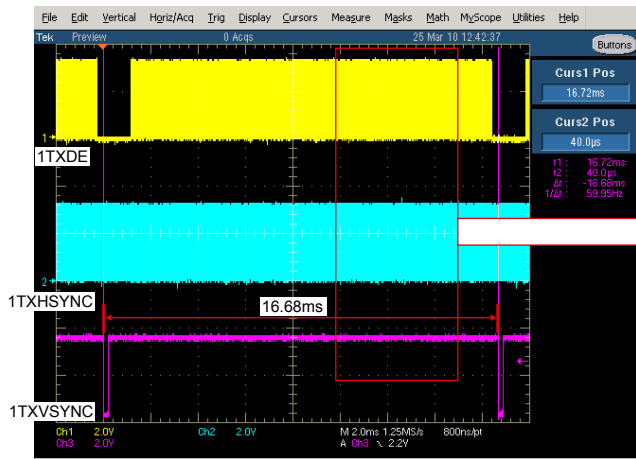 File Edit Vertical Horiz/Acq Trig Display Cursors Measure Masks Math MyScope Utilities Help
Tek Preview 0 Acqs 25 Mar 10 12:42:37
Buttons
Curs1 Pos
16.72ms
Curs2 Pos
40.0µs
t1 : 16.72ms
t2 : 40.0µs
Δt : -16.68ms
1/Δt : 59.95Hz
1
1TXDE
2
1TXHSYNC
16.68ms
1TXVSYNC
Ch1 2.0V Ch2 2.0V M 2.0ms 1.25MS/s 800ns/pt
Ch3 2.0V A Ch3 2.2V